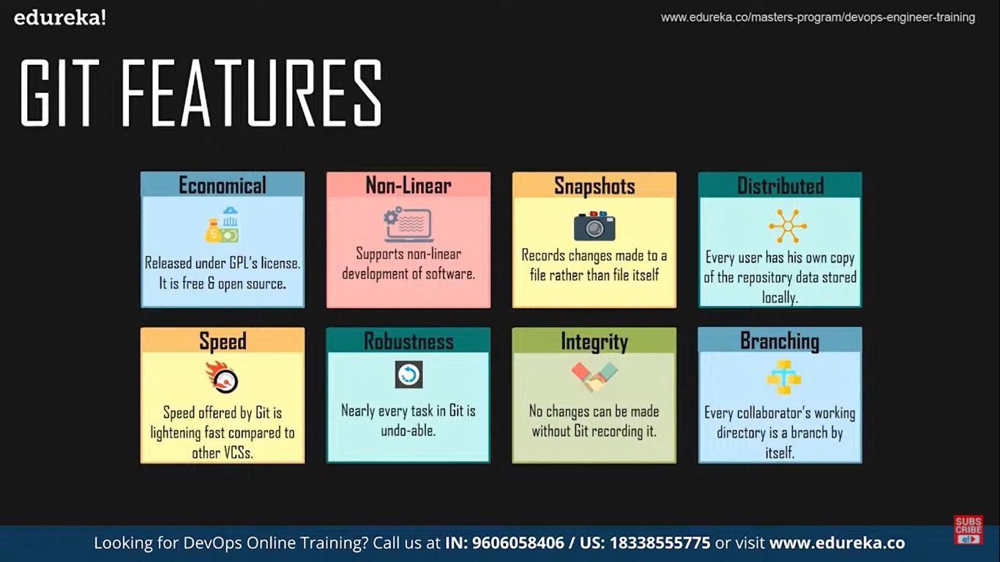 edureka!
www.edureka.co/masters-program/devops-engineer-training
GIT FEATURES
Economical
Released under GPL's license.
It is free & open source.
Non-Linear
Supports non-linear
development of software.
Snapshots
Records changes made to a
file rather than file itself
Distributed
Every user has his own copy
of the repository data stored
locally.
Speed
Speed offered by Git is
lightening fast compared to
other VCSs.
Robustness
Nearly every task in Git is
undo-able.
Integrity
No changes can be made
without Git recording it.
Branching
Every collaborator's working
directory is a branch by
itself.
SUBS
CRIBE
e!
Looking for DevOps Online Training? Call us at IN: 9606058406 / US: 18338555775 or visit www.edureka.co